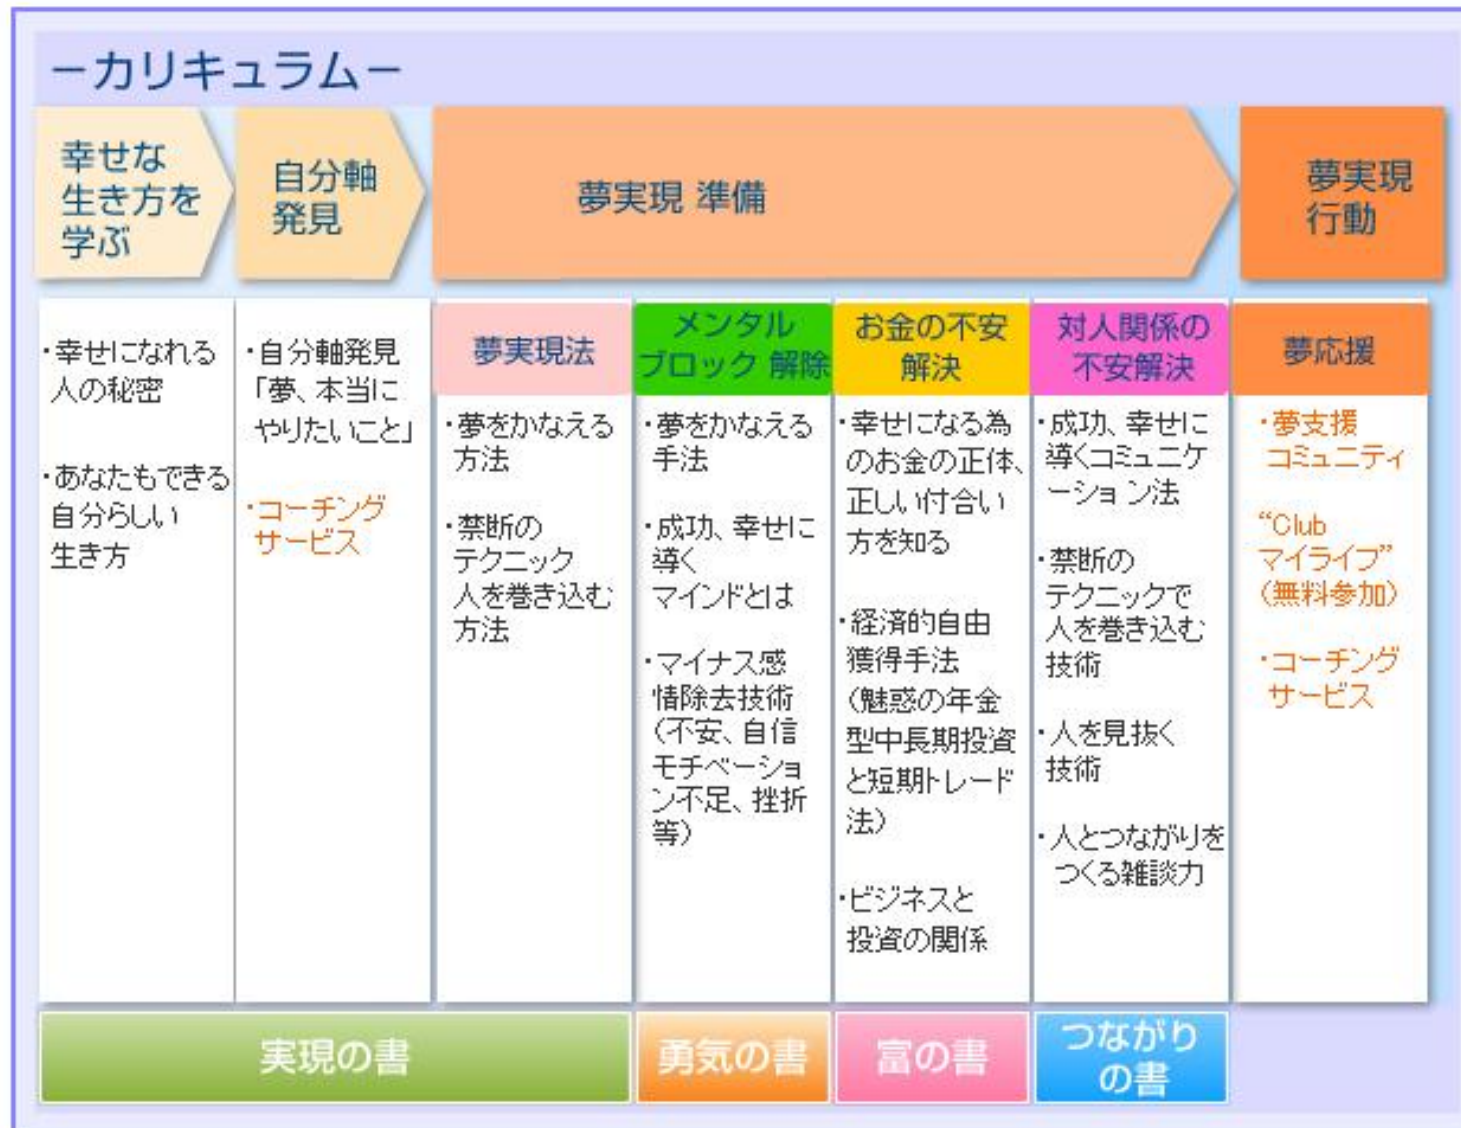 －カリキュラム－
幸せな
生き方を
学ぶ
自分軸
発見
夢実現 準備
夢実現
行動
・幸せになれる
人の秘密
・あなたもできる
自分らしい
生き方
・自分軸発見
「夢、本当に
やりたいこと」
・コーチング
サービス
夢実現法
・夢をかなえる
方法
・禁断の
テクニック
人を巻き込む
方法
メンタル
ブロック 解除
・夢をかなえる
手法
・成功、幸せに
導く
マインドとは
・マイナス感
情除去技術
（不安、自信
モチベーショ
ン不足、挫折
等）
お金の不安
解決
・幸せになる為
のお金の正体、
正しい付合い
方を知る
・経済的自由
獲得手法
（魅惑の年金
型中長期投資
と短期トレード
法）
・ビジネスと
投資の関係
対人関係の
不安解決
・成功、幸せに
導くコミュニケ
ーション法
・禁断の
テクニックで
人を巻き込む
技術
・人を見抜く
技術
・人とつながりを
つくる雑談力
夢応援
・夢支援
コミュニティ
“Club
マイライフ”
（無料参加）
・コーチング
サービス
実現の書
勇気の書
富の書
つながり
の書